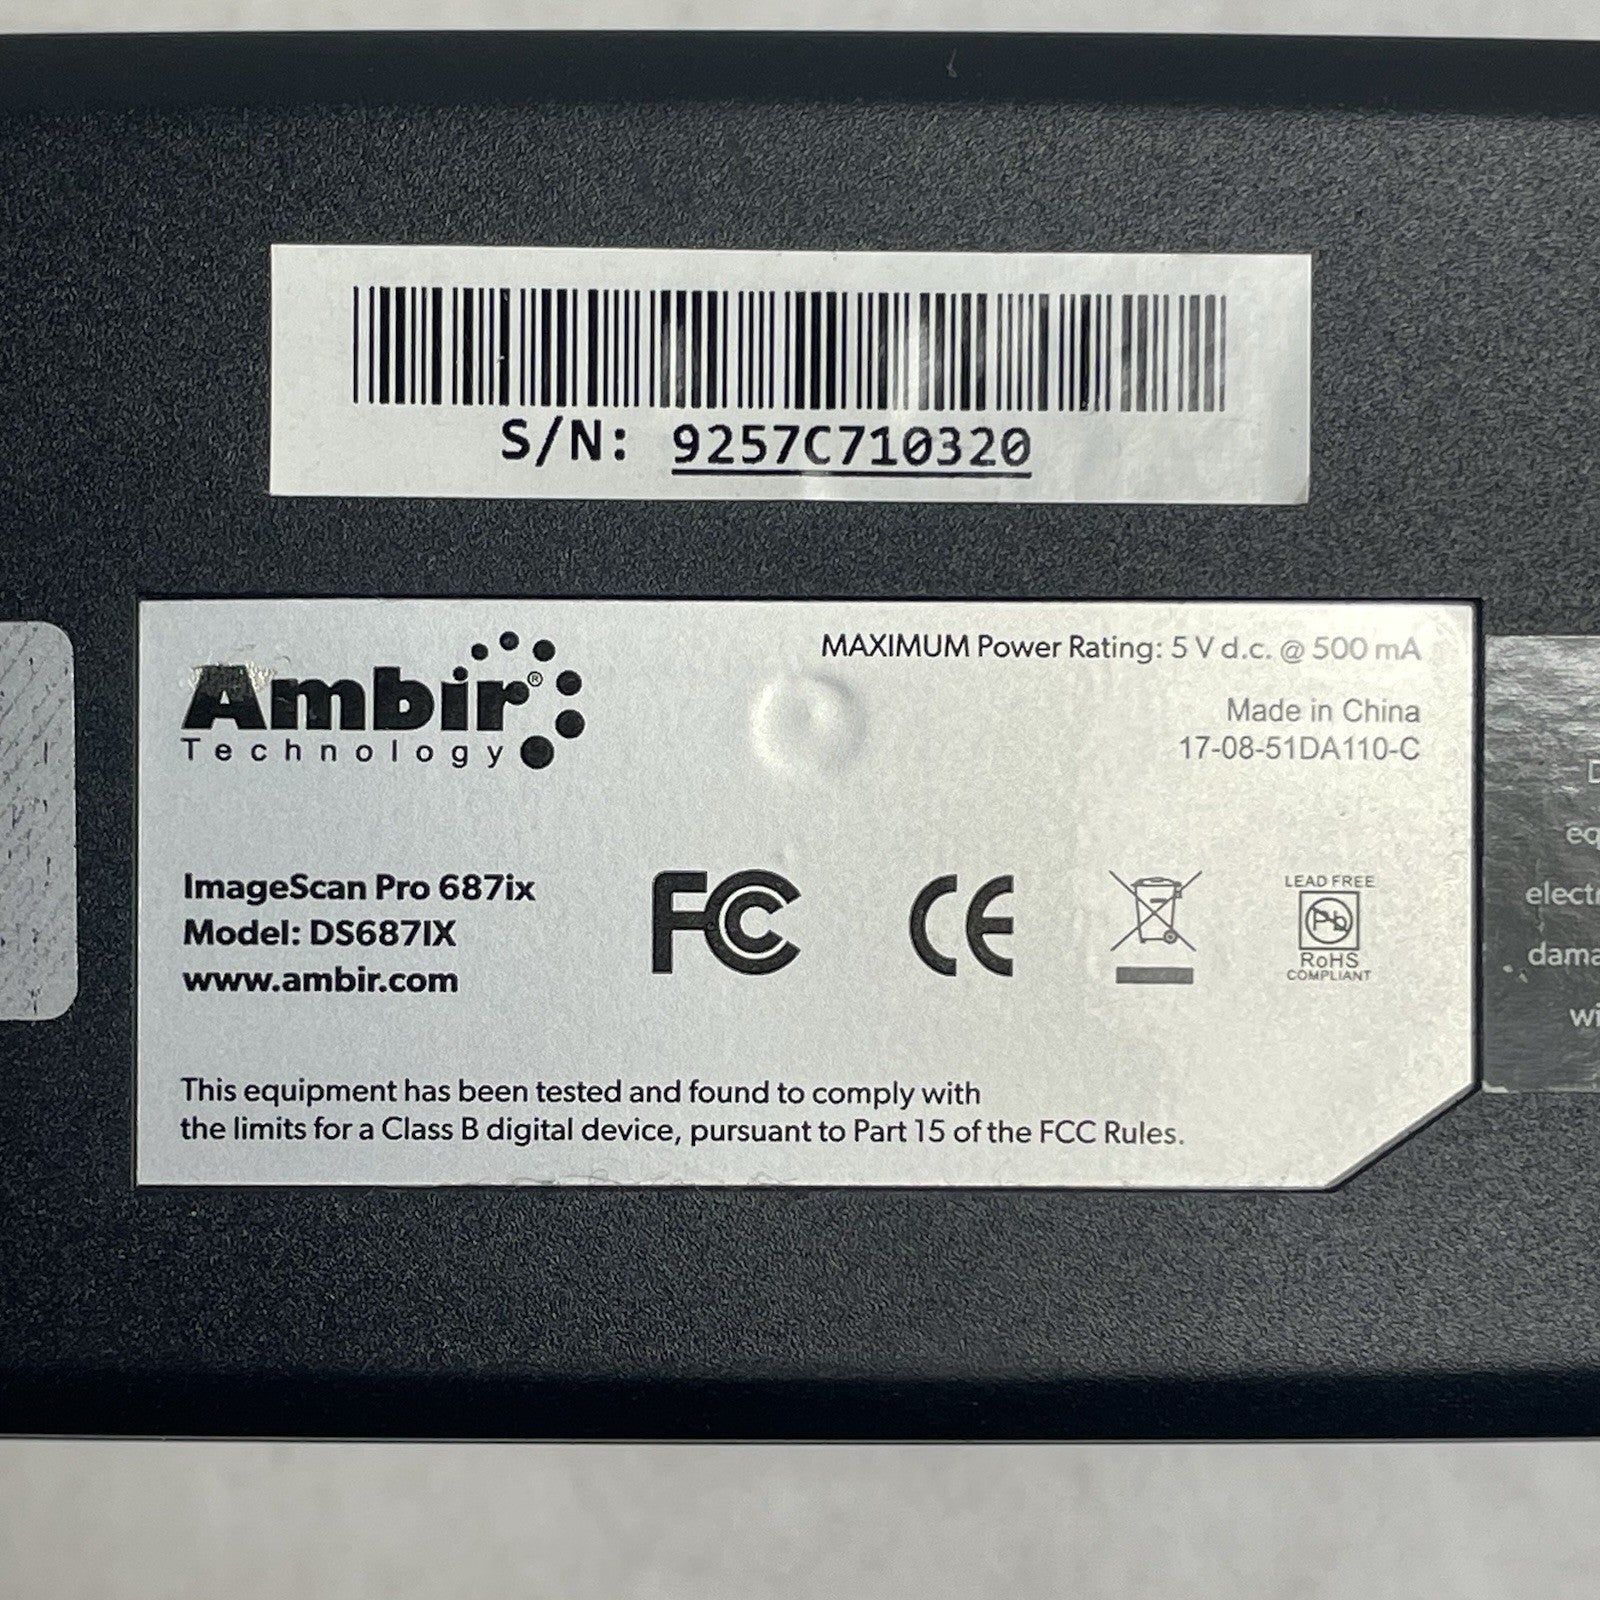 S/N: 9257C710320
Ambir®
Technology
MAXIMUM Power Rating: 5 V d.c. @ 500 mA
Made in China
17-08-51DA110-C
ImageScan Pro 687ix
Model: DS687IX
www.ambir.com
FC
CE
LEAD FREE
Pb
RoHS
COMPLIANT
This equipment has been tested and found to comply with
the limits for a Class B digital device, pursuant to Part 15 of the FCC Rules.